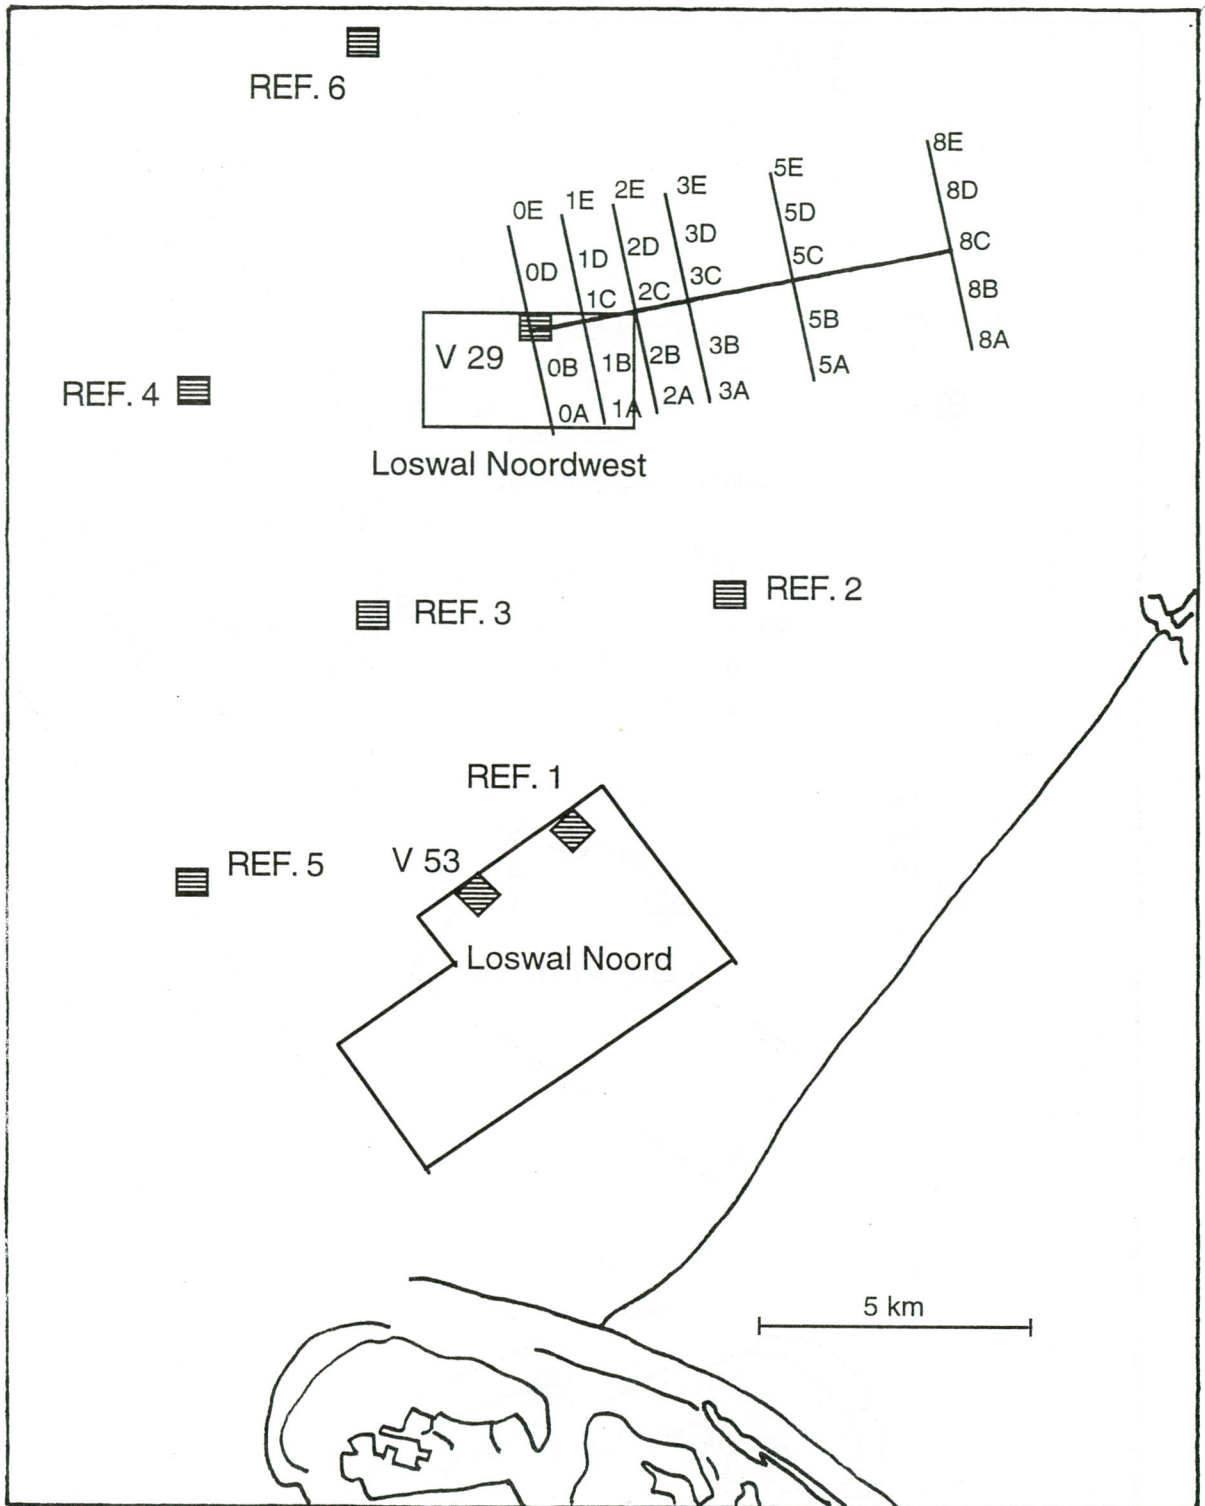 REF. 6
8E
5E
8D
3E
2E
1E
0E
5D
3D
8C
2D
5C
1D
0D
3C
8B
2C
1C
5B
8A
3B
2B
V 29
1B
0B
5A
REF. 4
3A
2A
1A
0A
Loswal Noordwest
REF. 2
REF. 3
REF. 1
V 53
REF. 5
Loswal Noord
5 km